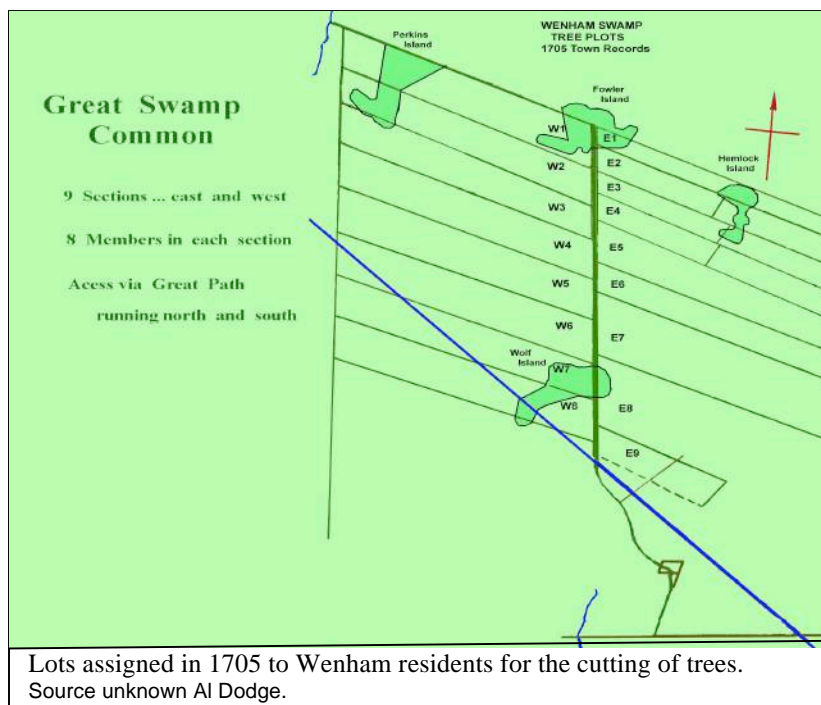 WENHAM SWAMP
TREE PLOTS
1705 Town Records
Perkins
Island
Great Swamp
Common
9 Sections ... east and west
8 Members in each section
Acess via Great Path
running north and south
Fowler
Island
Hemlock
Island
W1
E1
W2
E2
E3
W3
E4
W4
E5
W5
E6
W6
E7
Wolf
Island
W7
W8
E8
E9
Lots assigned in 1705 to Wenham residents for the cutting of trees.
Source unknown Al Dodge.